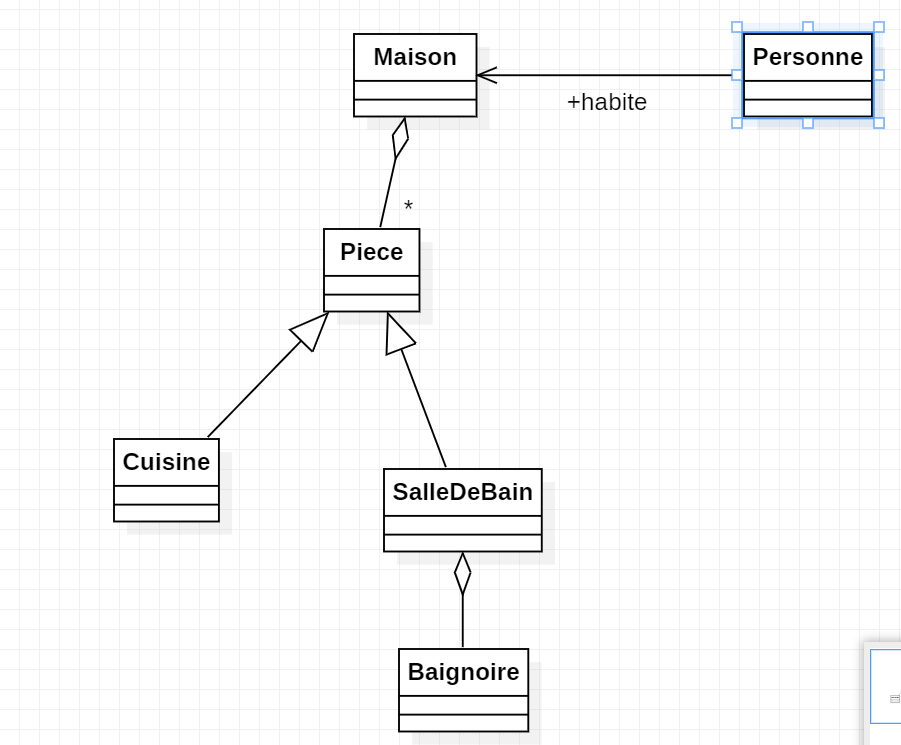 Maison
Personne
+habite
*
Piece
Cuisine
SalleDeBain
Baignoire